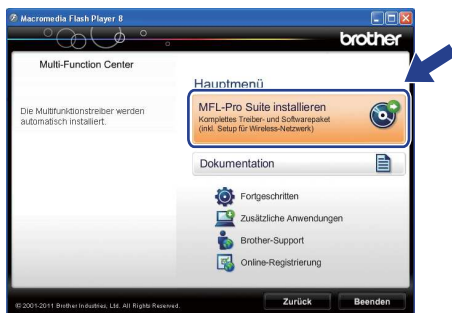 Macromedia Flash Player 8
brother
Multi-Function Center
Hauptmenü
Die Multifunktionstreiber werden
automatisch installiert.
MFL-Pro Suite installieren
Komplettes Treiber- und Softwarepaket
(inkl. Setup für Wireless-Netzwerk)
Dokumentation
Fortgeschritten
Zusätzliche Anwendungen
Brother-Support
Online-Registrierung
© 2001-2011 Brother Industries, Ltd. All Rights Reserved.
Zurück
Beenden